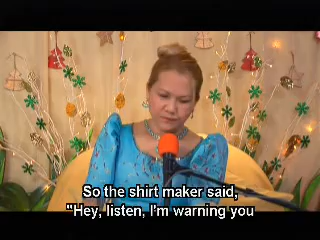 So the shirt maker said,
"Hey, listen, I'm warning you